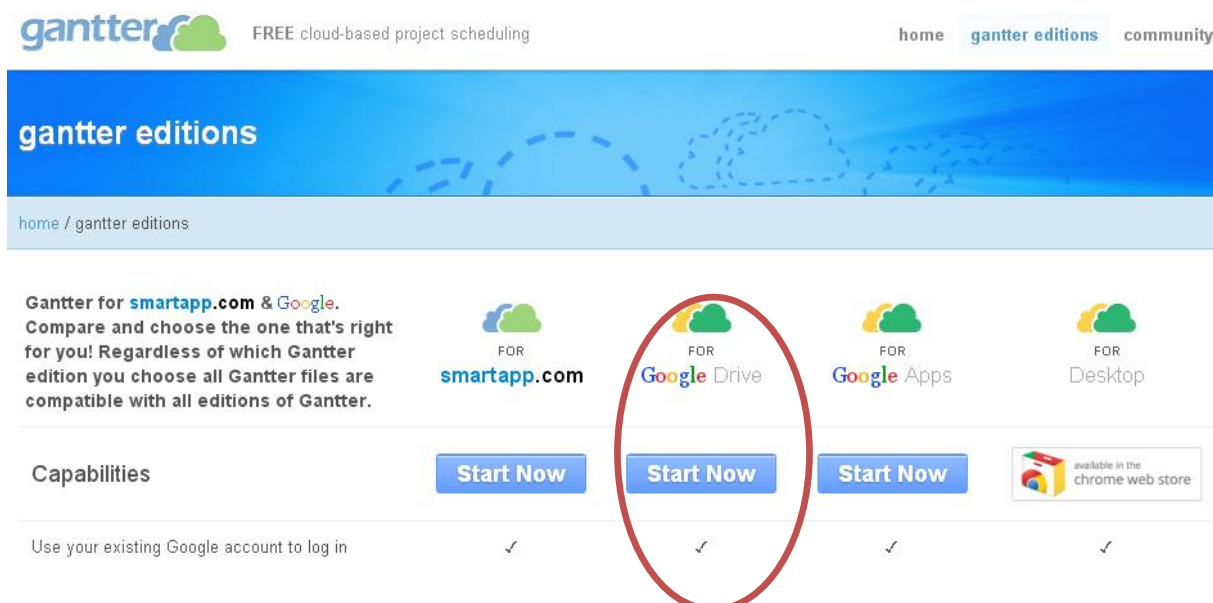 gantter FREE cloud-based project scheduling home gantter editions community
gantter editions
home / gantter editions
Gantter for smartapp.com & Google.
Compare and choose the one that's right
for you! Regardless of which Gantter
edition you choose all Gantter files are
compatible with all editions of Gantter.
FOR
smartapp.com
FOR
Google Drive
FOR
Google Apps
FOR
Desktop
Capabilities Start Now Start Now Start Now
available in the
chrome web store
Use your existing Google account to log in ✓ ✓ ✓ ✓